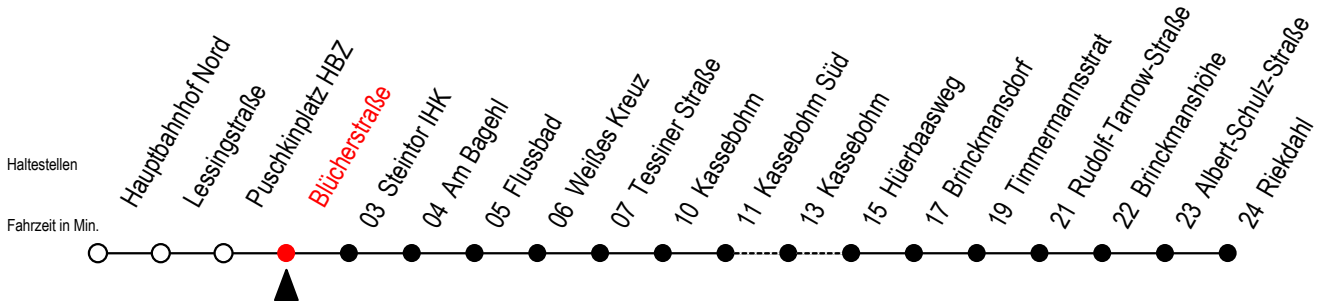 Haltestellen
Fahrzeit in Min.
Hauptbahnhof Nord
Lessingstraße
Puschkinplatz HBZ
Blücherstraße
03 Steintor IHK
04 Am Bagehl
05 Flussbad
06 Weißes Kreuz
07 Tessiner Straße
10 Kassebohm
11 Kassebohm Süd
13 Kassebohm
15 Hüerbaasweg
17 Brinckmansdorf
19 Timmermannsstrat
21 Rudolf-Tarnow-Straße
22 Brinckmanshöhe
23 Albert-Schulz-Straße
24 Riekdahl